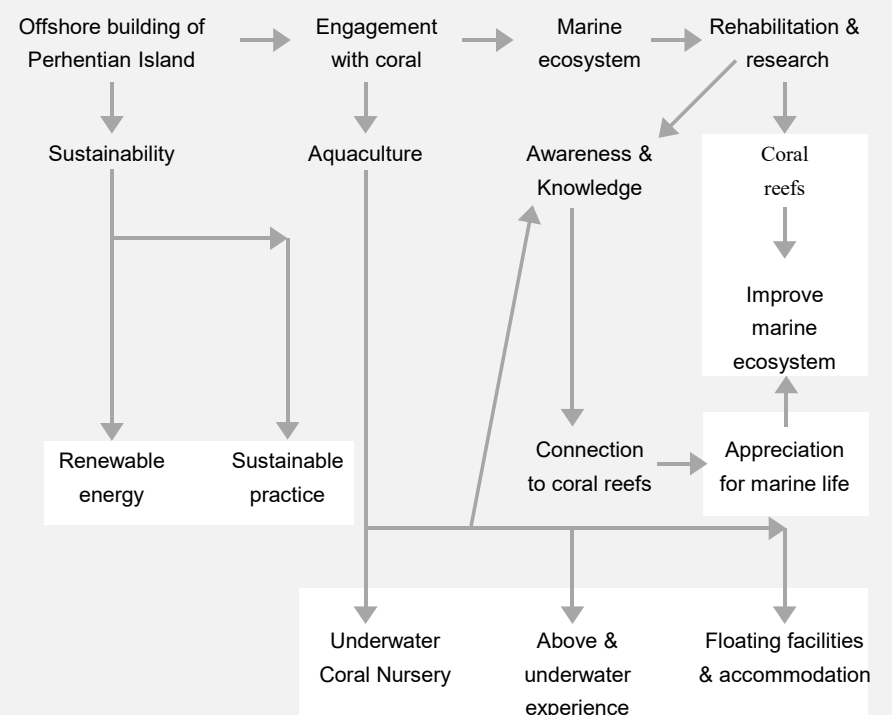 Offshore building of
Perhentian Island
Engagement
with coral
Marine
ecosystem
Rehabilitation &
research
Sustainability
Aquaculture
Awareness &
Knowledge
Coral
reefs
Improve
marine
ecosystem
Renewable
energy
Sustainable
practice
Connection
to coral reefs
Appreciation
for marine life
Underwater
Coral Nursery
Above &
underwater
experience
Floating facilities
& accommodation